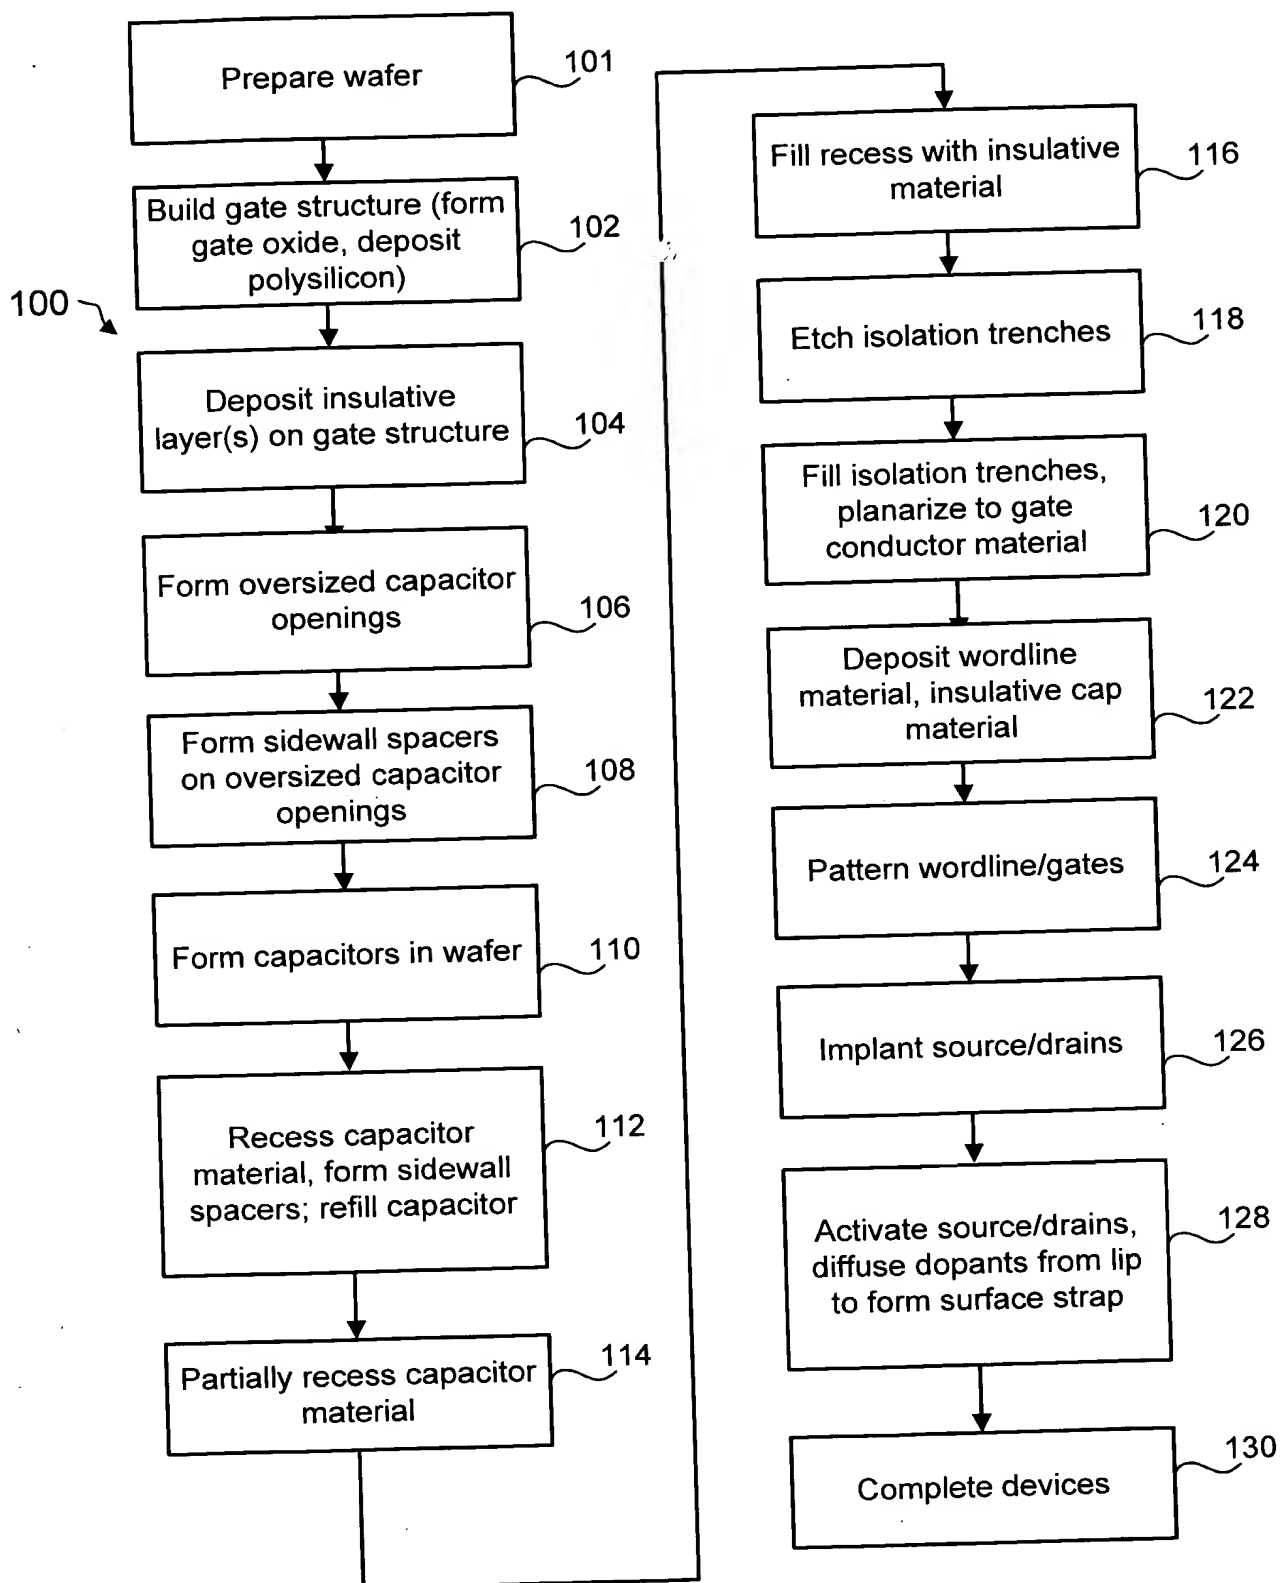 Prepare wafer
101
Build gate structure (form
gate oxide, deposit
polysilicon)
102
100
Deposit insulative
layer(s) on gate structure
104
Form oversized capacitor
openings
106
Form sidewall spacers
on oversized capacitor
openings
108
Form capacitors in wafer
110
Recess capacitor
material, form sidewall
spacers; refill capacitor
112
Partially recess capacitor
material
114
Fill recess with insulative
material
116
Etch isolation trenches
118
Fill isolation trenches,
planarize to gate
conductor material
120
Deposit wordline
material, insulative cap
material
122
Pattern wordline/gates
124
Implant source/drains
126
Activate source/drains,
diffuse dopants from lip
to form surface strap
128
Complete devices
130